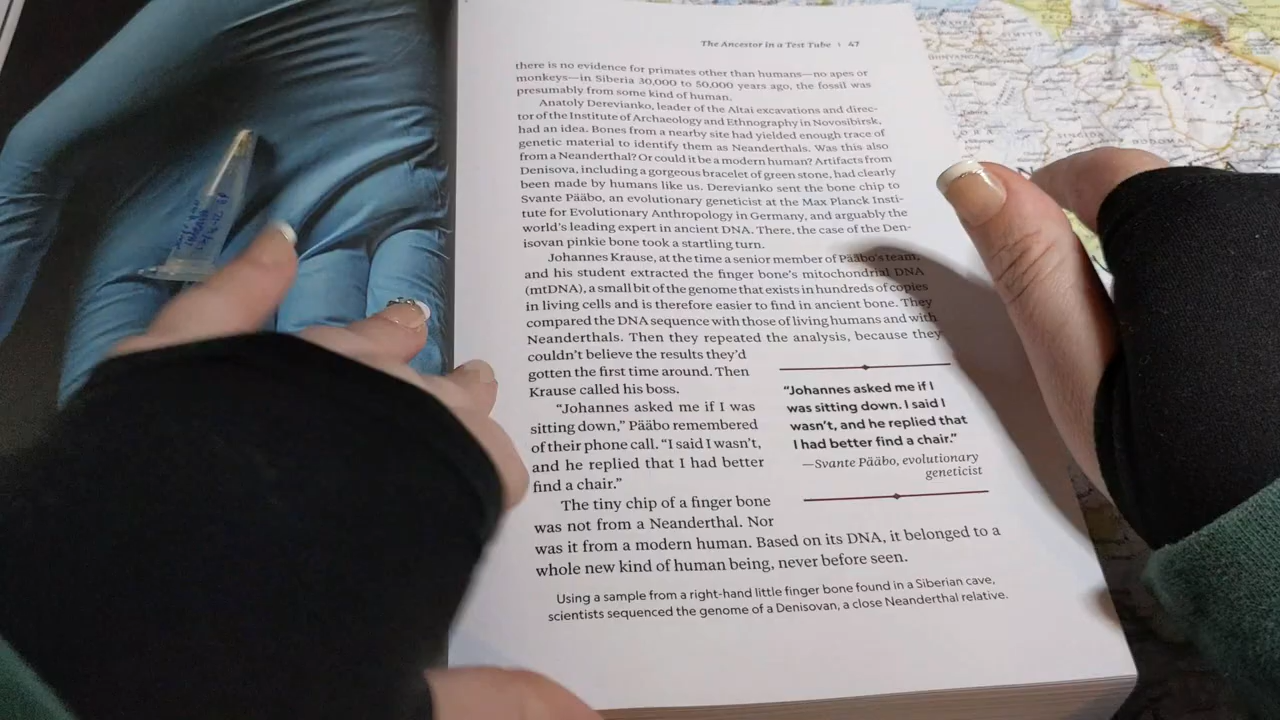 The Ancestor in a Test Tube | 47
there is no evidence for primates other than humans—no apes or
monkeys—in Siberia 30,000 to 50,000 years ago, the fossil was
presumably from some kind of human.
Anatoly Derevianko, leader of the Altai excavations and direc-
tor of the Institute of Archaeology and Ethnography in Novosibirsk,
had an idea. Bones from a nearby site had yielded enough trace of
genetic material to identify them as Neanderthals. Was this also
from a Neanderthal? Or could it be a modern human? Artifacts from
Denisova, including a gorgeous bracelet of green stone, had clearly
been made by humans like us. Derevianko sent the bone chip to
Svante Pääbo, an evolutionary geneticist at the Max Planck Insti-
tute for Evolutionary Anthropology in Germany, and arguably the
world's leading expert in ancient DNA. There, the case of the Den-
isovan pinkie bone took a startling turn.
Johannes Krause, at the time a senior member of Pääbo's team,
and his student extracted the finger bone's mitochondrial DNA
(mtDNA), a small bit of the genome that exists in hundreds of copies
in living cells and is therefore easier to find in ancient bone. They
compared the DNA sequence with those of living humans and with
Neanderthals. Then they repeated the analysis, because they
couldn't believe the results they'd
gotten the first time around. Then
Krause called his boss.
"Johannes asked me if I was
sitting down," Pääbo remembered
of their phone call. "I said I wasn't,
and he replied that I had better
find a chair."
The tiny chip of a finger bone
was not from a Neanderthal. Nor
was it from a modern human. Based on its DNA, it belonged to a
whole new kind of human being, never before seen.
"Johannes asked me if I
was sitting down. I said I
wasn't, and he replied that
I had better find a chair."
—Svante Pääbo, evolutionary
geneticist
Using a sample from a right-hand little finger bone found in a Siberian cave,
scientists sequenced the genome of a Denisovan, a close Neanderthal relative.